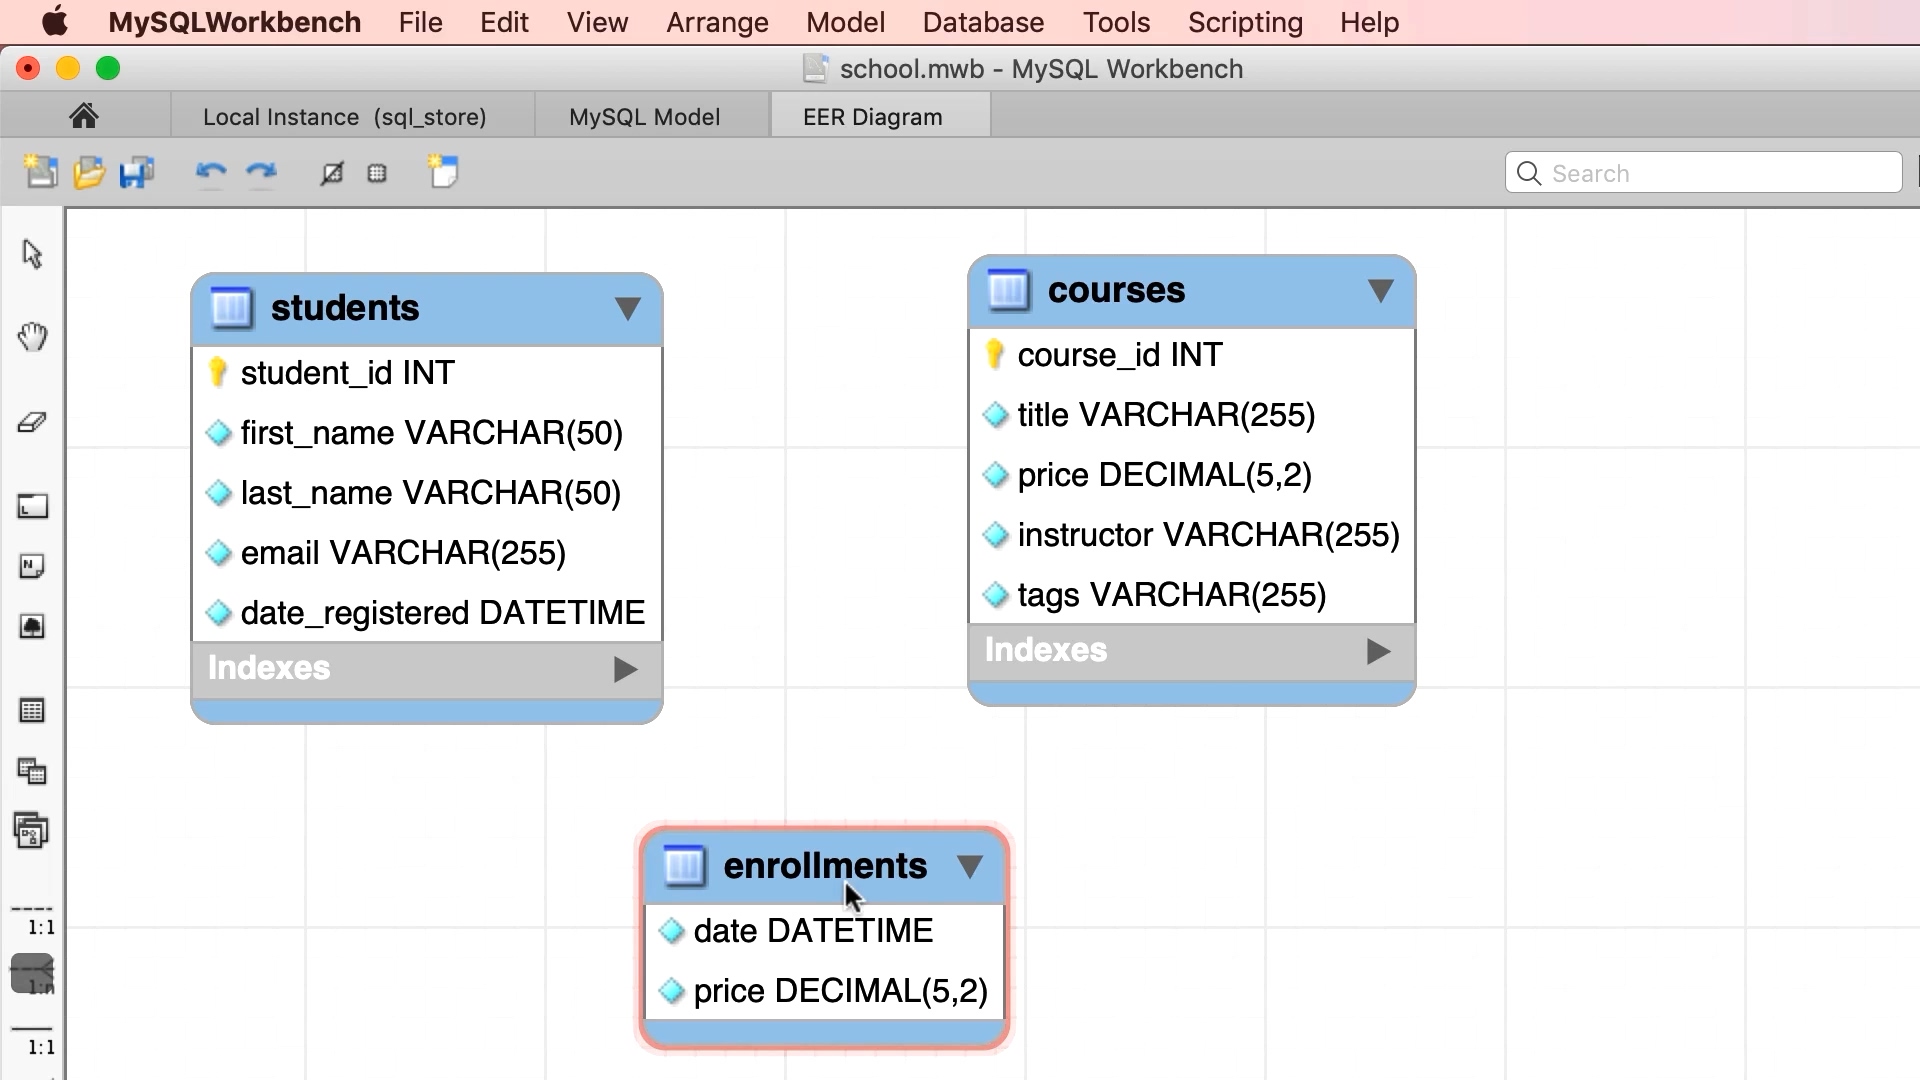 MySQLWorkbench File Edit View Arrange Model Database Tools Scripting Help
school.mwb - MySQL Workbench
Local Instance (sql_store) MySQL Model EER Diagram
Search
students
student_id INT
first_name VARCHAR(50)
last_name VARCHAR(50)
email VARCHAR(255)
date_registered DATETIME
Indexes
courses
course_id INT
title VARCHAR(255)
price DECIMAL(5,2)
instructor VARCHAR(255)
tags VARCHAR(255)
Indexes
enrollments
date DATETIME
price DECIMAL(5,2)
1:1
1:n
1:1